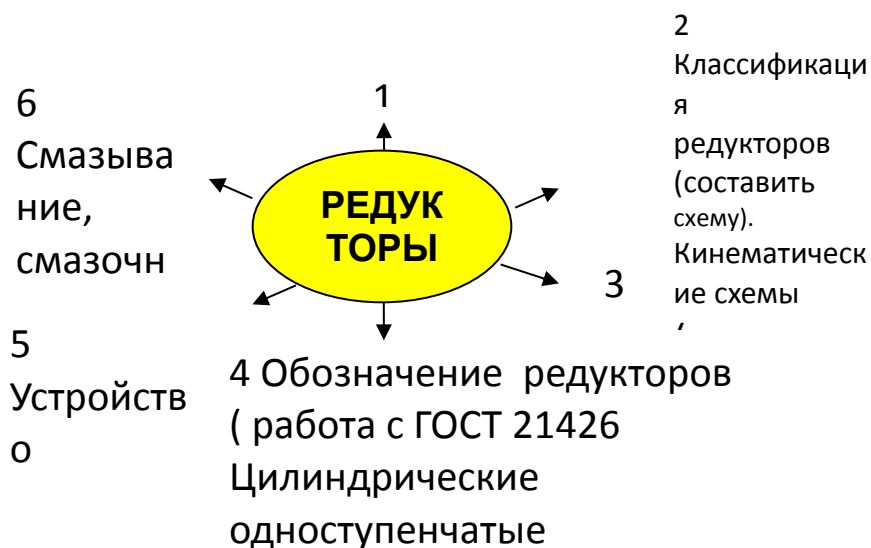 1
2
Классификаци
я
редукторов
(составить
схему).
Кинематическ
ие схемы
3
4 Обозначение редукторов
( работа с ГОСТ 21426
Цилиндрические
одноступенчатые
5
Устройств
о
6
Смазыва
ние,
смазочн
РЕДУК
ТОРЫ